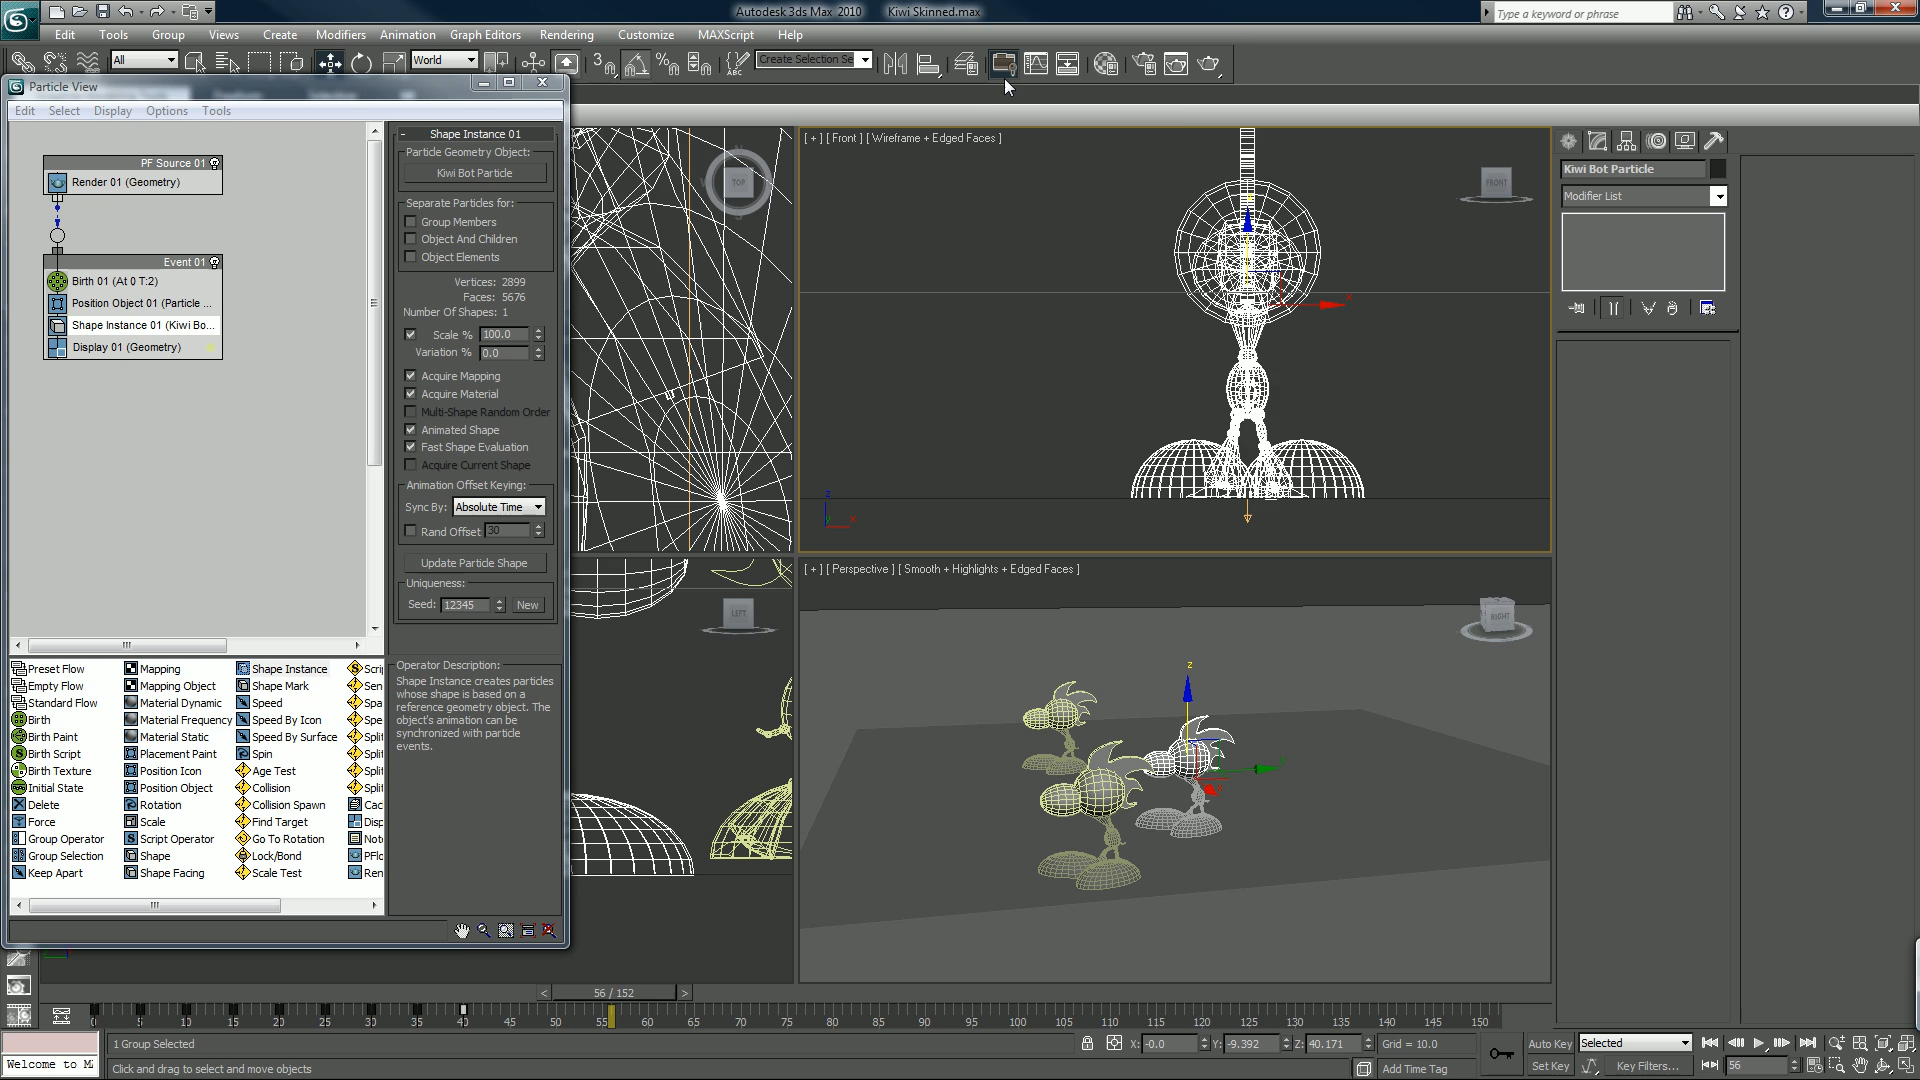 Autodesk 3ds Max 2010 Kiwi Skinned.max
Type a keyword or phrase
Edit Tools Group Views Create Modifiers Animation Graph Editors Rendering Customize MAXScript Help
All World Create Selection Se
Particle View
Edit Select Display Options Tools
PF Source 01
Render 01 (Geometry)
Event 01
Birth 01 (At 0 T:2)
Position Object 01 (Particle ...
Shape Instance 01 (Kiwi Bo...
Display 01 (Geometry)
Shape Instance 01
Particle Geometry Object:
Kiwi Bot Particle
Separate Particles for:
Group Members
Object And Children
Object Elements
Vertices: 2899
Faces: 5676
Number Of Shapes: 1
Scale % 100.0
Variation % 0.0
Acquire Mapping
Acquire Material
Multi-Shape Random Order
Animated Shape
Fast Shape Evaluation
Acquire Current Shape
Animation Offset Keying:
Sync By: Absolute Time
Rand Offset 30
Update Particle Shape
Uniqueness:
Seed: 12345 New
Operator Description:
Shape Instance creates particles
whose shape is based on a
reference geometry object. The
object's animation can be
synchronized with particle
events.
Preset Flow Mapping Shape Instance Scri
Empty Flow Mapping Object Shape Mark Sen
Standard Flow Material Dynamic Speed Spa
Birth Material Frequency Speed By Icon Spe
Birth Paint Material Static Speed By Surface Split
Birth Script Placement Paint Spin Split
Birth Texture Position Icon Age Test Split
Initial State Position Object Collision Split
Delete Rotation Collision Spawn Cac
Force Scale Find Target Disp
Group Operator Script Operator Go To Rotation Not
Group Selection Shape Lock/Bond PFlo
Keep Apart Shape Facing Scale Test Ren
TOP
[ + ] [ Front ] [ Wireframe + Edged Faces ]
FRONT
z
x
x
LEFT
[ + ] [ Perspective ] [ Smooth + Highlights + Edged Faces ]
RIGHT
z
Kiwi Bot Particle
Modifier List
< 56 / 152 >
0 5 10 15 20 25 30 35 40 45 50 55 60 65 70 75 80 85 90 95 100 105 110 115 120 125 130 135 140 145 150
1 Group Selected X: -0.0 Y: -9.392 Z: 40.171 Grid = 10.0 Auto Key Selected
Welcome to M Click and drag to select and move objects Add Time Tag Set Key Key Filters... 56